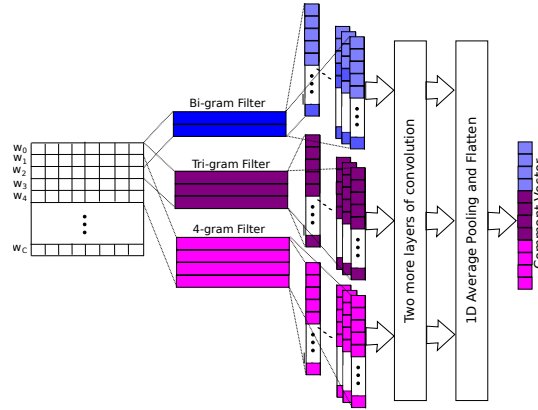 Bi-gram Filter
w0
w1
w2
w3
w4
wC
Tri-gram Filter
4-gram Filter
Two more layers of convolution
1D Average Pooling and Flatten
Comment Vector